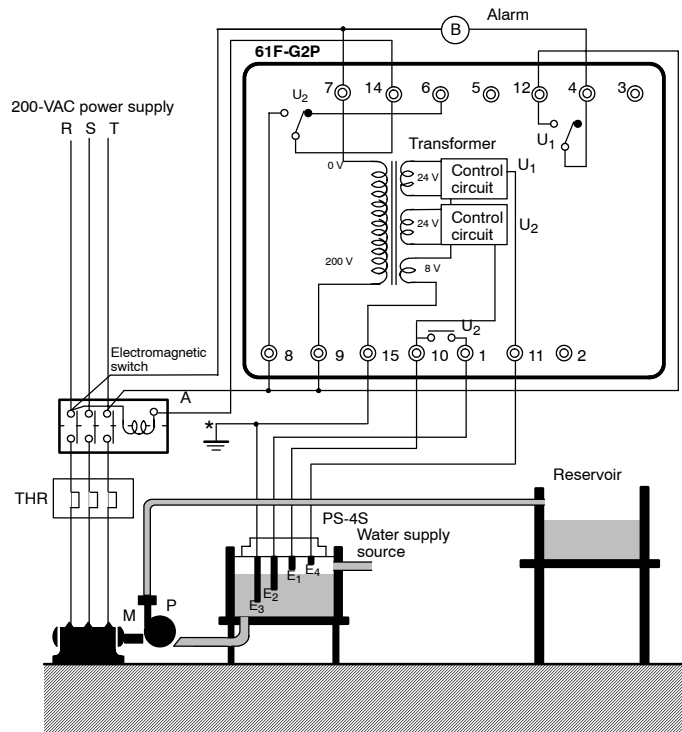 B
Alarm
61F-G2P
7
14
6
5
12
4
3
U2
U1
200-VAC power supply
R S T
Transformer
0 V
24 V
Control
circuit
U1
24 V
Control
circuit
U2
200 V
8 V
U2
8
9
15
10
1
11
2
Electromagnetic
switch
A
*
THR
Reservoir
PS-4S
Water supply
source
E3
E2
E1
E4
M
P